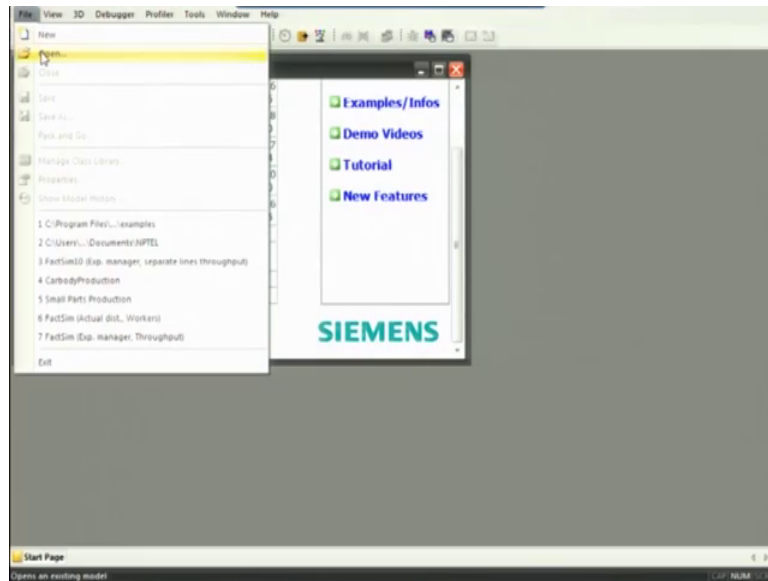 File View 3D Debugger Profiler Tools Window Help
New
Open...
Close
Save
Save As...
Pack and Go
Manage Class Library
Properties
Show Model History
1 C:\Program Files\...\examples
2 C:\Users\...\Documents\NPTEL
3 FactSim10 (Exp. manager, separate lines throughput)
4 CarbodyProduction
5 Small Parts Production
6 FactSim (Actual dist., Workers)
7 FactSim (Exp. manager, Throughput)
Exit
Examples/Infos
Demo Videos
Tutorial
New Features
SIEMENS
Start Page
Opens an existing model
CAP NUM